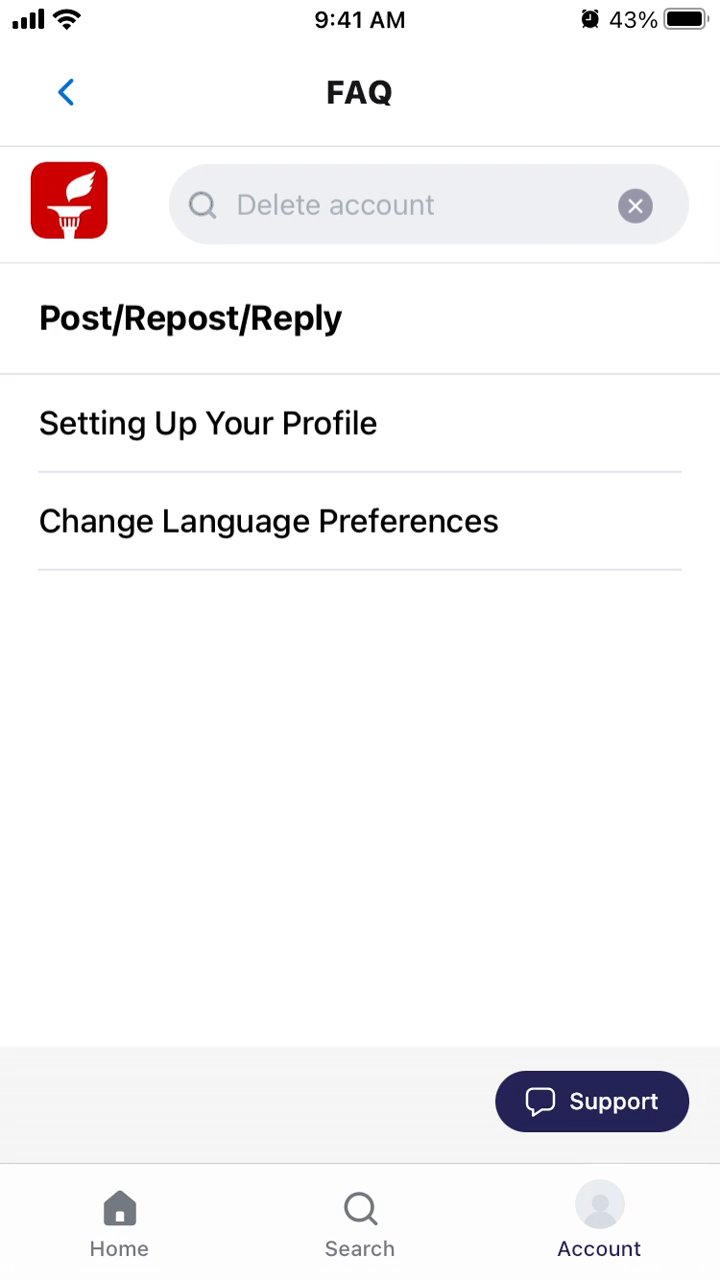 9:41 AM
43%
FAQ
Delete account
Post/Repost/Reply
Setting Up Your Profile
Change Language Preferences
Support
Home
Search
Account